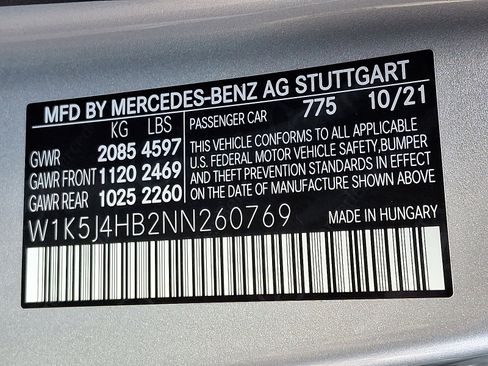 MFD BY MERCEDES-BENZ AG STUTTGART
KG LBS PASSENGER CAR 775 10/21
GVWR 2085 4597
GAWR FRONT 1120 2469
GAWR REAR 1025 2260
THIS VEHICLE CONFORMS TO ALL APPLICABLE
U.S. FEDERAL MOTOR VEHICLE SAFETY,BUMPER
AND THEFT PREVENTION STANDARDS IN EFFECT
ON THE DATE OF MANUFACTURE SHOWN ABOVE.
W1K5J4HB2NN260769 MADE IN HUNGARY